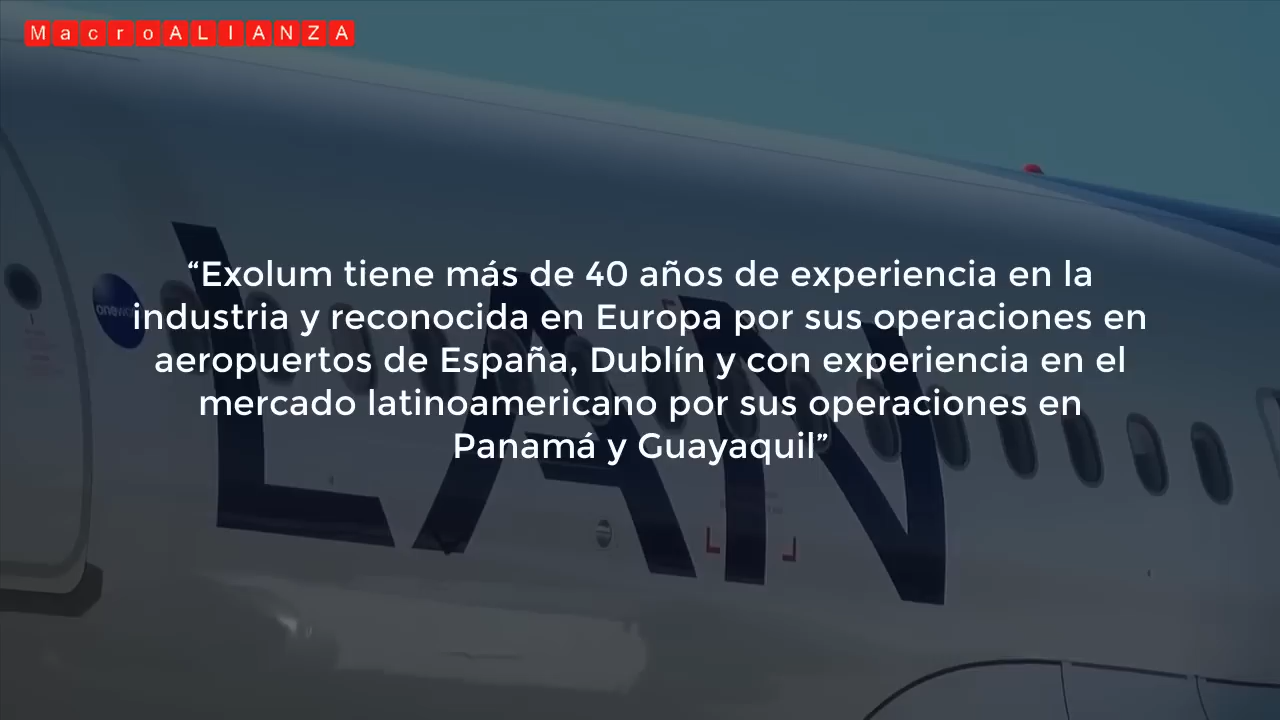 MacroALIANZA
“Exolum tiene más de 40 años de experiencia en la
industria y reconocida en Europa por sus operaciones en
aeropuertos de España, Dublín y con experiencia en el
mercado latinoamericano por sus operaciones en
Panamá y Guayaquil”
LAN